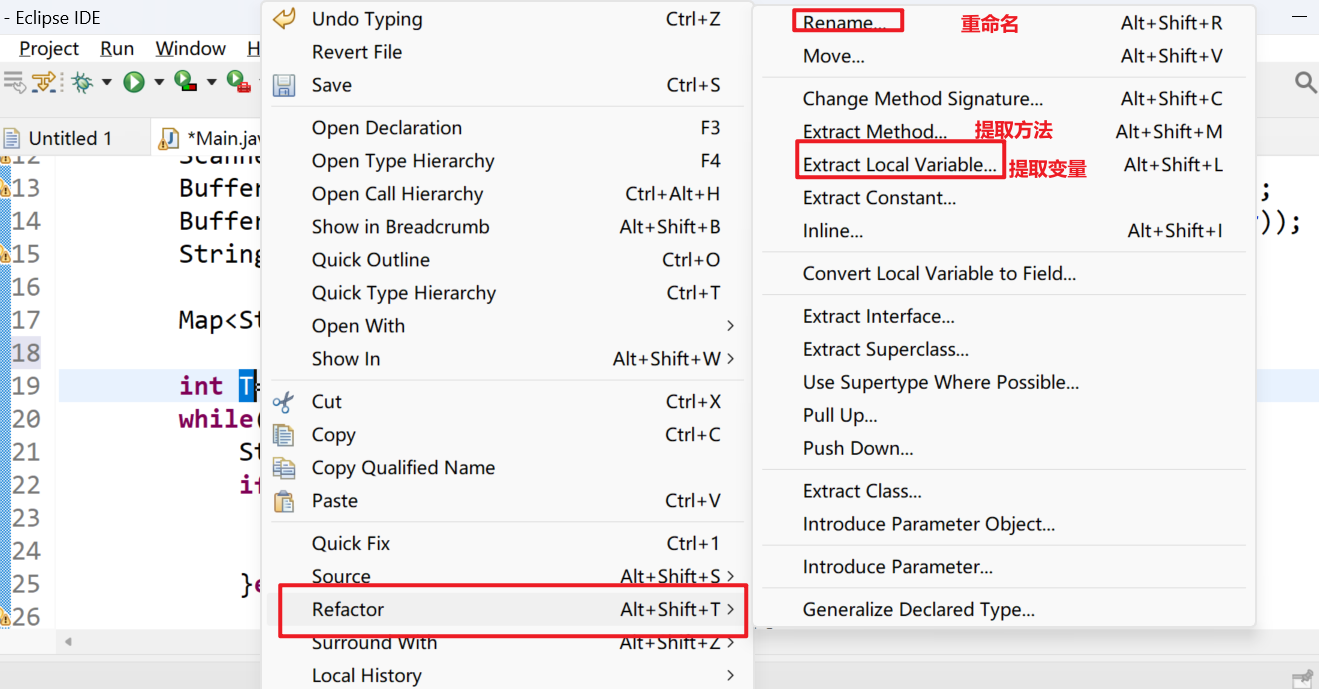 - Eclipse IDE
Project Run Window H
Untitled 1
*Main.jav
12 Scanne
13 Buffer ;
14 Buffer ));
15 String
16
17 Map<St
18
19 int T=
20 while(
21 St
22 if
23
24
25 }e
26
Undo Typing Ctrl+Z
Revert File
Save Ctrl+S
Open Declaration F3
Open Type Hierarchy F4
Open Call Hierarchy Ctrl+Alt+H
Show in Breadcrumb Alt+Shift+B
Quick Outline Ctrl+O
Quick Type Hierarchy Ctrl+T
Open With >
Show In Alt+Shift+W >
Cut Ctrl+X
Copy Ctrl+C
Copy Qualified Name
Paste Ctrl+V
Quick Fix Ctrl+1
Source Alt+Shift+S >
Refactor Alt+Shift+T >
Surround With Alt+Shift+Z >
Local History >
Rename... 重命名 Alt+Shift+R
Move... Alt+Shift+V
Change Method Signature... Alt+Shift+C
Extract Method... 提取方法 Alt+Shift+M
Extract Local Variable... 提取变量 Alt+Shift+L
Extract Constant...
Inline... Alt+Shift+I
Convert Local Variable to Field...
Extract Interface...
Extract Superclass...
Use Supertype Where Possible...
Pull Up...
Push Down...
Extract Class...
Introduce Parameter Object...
Introduce Parameter...
Generalize Declared Type...